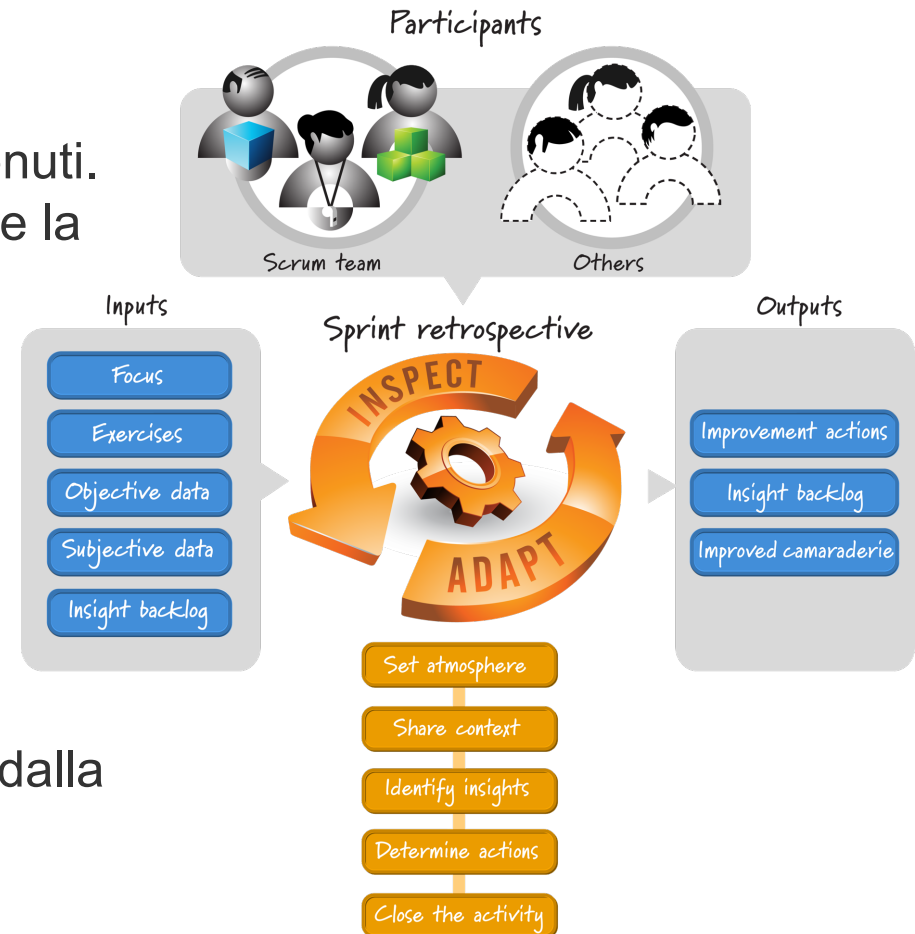 Participants
nuti.
e la
Scrum team
Others
Inputs
Sprint retrospective
Outputs
Focus
Exercises
Objective data
Subjective data
Insight backlog
INSPECT
ADAPT
Improvement actions
Insight backlog
Improved camaraderie
Set atmosphere
Share context
dalla
Identify insights
Determine actions
Close the activity